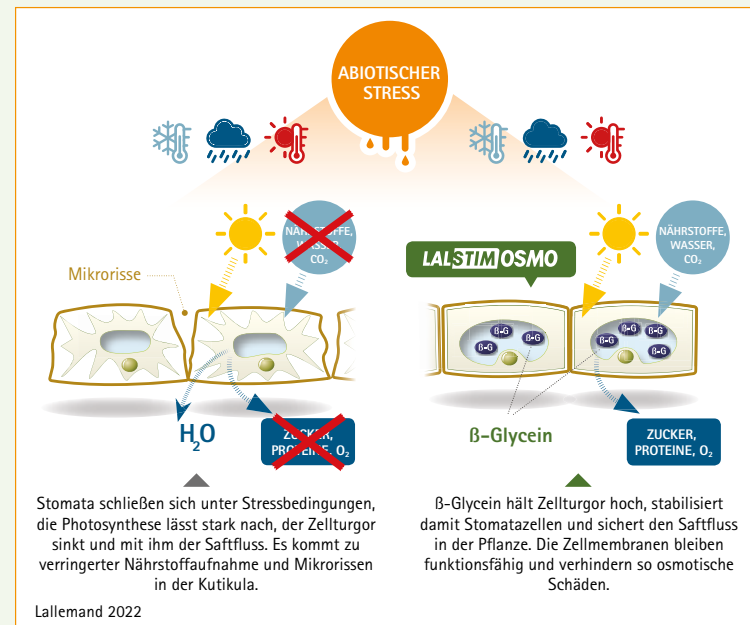 ABIOTISCHER
STRESS
NÄHRSTOFFE,
WASSER,
CO₂
Mikrorisse
H₂O
ZUCKER,
PROTEINE, O₂
Stomata schließen sich unter Stressbedingungen,
die Photosynthese lässt stark nach, der Zellturgor
sinkt und mit ihm der Saftfluss. Es kommt zu
verringerter Nährstoffaufnahme und Mikrorissen
in der Kutikula.
NÄHRSTOFFE,
WASSER,
CO₂
LALSTIM OSMO
ß-G
ß-G
ß-G
ß-G
ß-G
ß-G
ß-G
ß-Glycein
ZUCKER,
PROTEINE, O₂
ß-Glycein hält Zellturgor hoch, stabilisiert
damit Stomatazellen und sichert den Saftfluss
in der Pflanze. Die Zellmembranen bleiben
funktionsfähig und verhindern so osmotische
Schäden.
Lallemand 2022